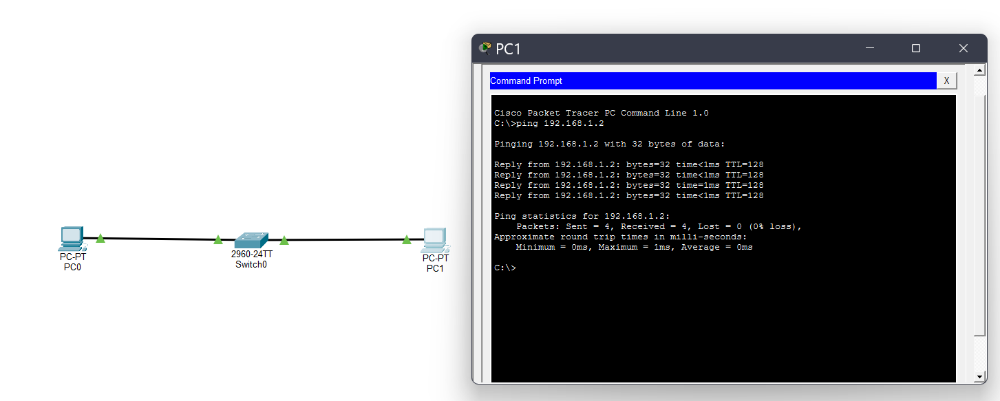 PC1
Command Prompt
X
Cisco Packet Tracer PC Command Line 1.0
C:\>ping 192.168.1.2
Pinging 192.168.1.2 with 32 bytes of data:
Reply from 192.168.1.2: bytes=32 time<1ms TTL=128
Reply from 192.168.1.2: bytes=32 time<1ms TTL=128
Reply from 192.168.1.2: bytes=32 time=1ms TTL=128
Reply from 192.168.1.2: bytes=32 time<1ms TTL=128
Ping statistics for 192.168.1.2:
Packets: Sent = 4, Received = 4, Lost = 0 (0% loss),
Approximate round trip times in milli-seconds:
Minimum = 0ms, Maximum = 1ms, Average = 0ms
C:\>
PC-PT
PC0
2960-24TT
Switch0
PC-PT
PC1